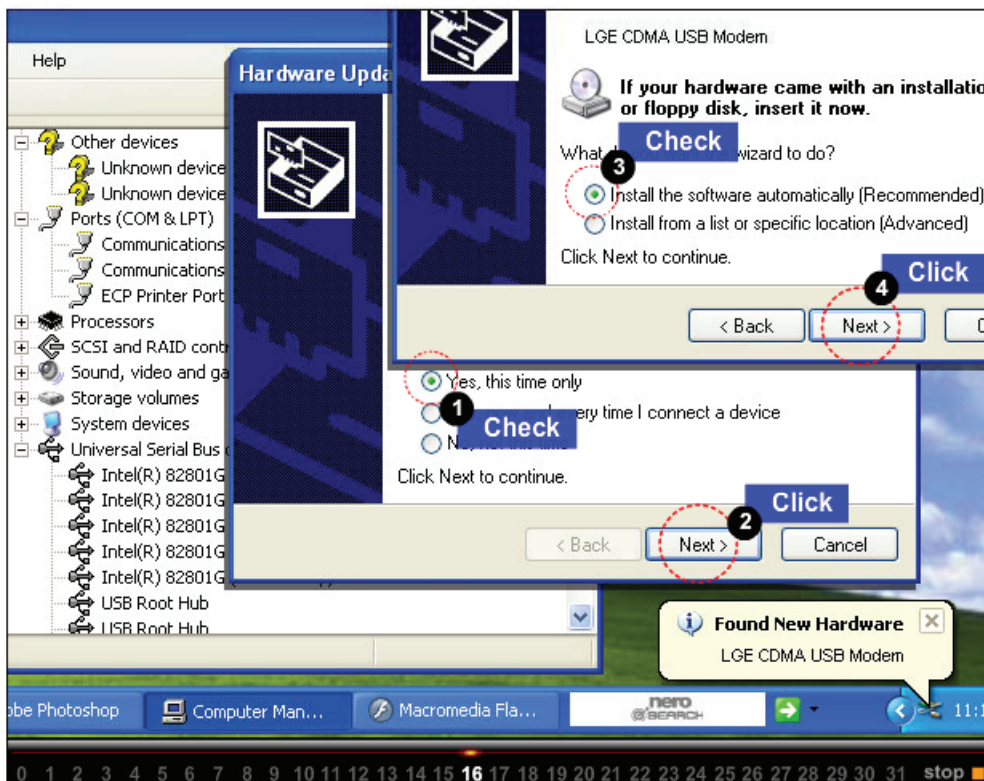 Help
Other devices
Unknown device
Unknown device
Ports (COM & LPT)
Communications
Communications
ECP Printer Port
Processors
SCSI and RAID contr
Sound, video and ga
Storage volumes
System devices
Universal Serial Bus
Intel(R) 82801G
Intel(R) 82801G
Intel(R) 82801G
Intel(R) 82801G
Intel(R) 82801G
USB Root Hub
USB Root Hub
Hardware Upda
LGE CDMA USB Modem
If your hardware came with an installatio
or floppy disk, insert it now.
Check
What wizard to do?
3
Install the software automatically (Recommended)
Install from a list or specific location (Advanced)
Click Next to continue.
Click
4
< Back Next > C
Yes, this time only
1
every time I connect a device
Check
Click Next to continue.
Click
2
< Back Next > Cancel
Found New Hardware
LGE CDMA USB Modem
obe Photoshop Computer Man... Macromedia Fla... nero SEARCH 11:1
0 1 2 3 4 5 6 7 8 9 10 11 12 13 14 15 16 17 18 19 20 21 22 23 24 25 26 27 28 29 30 31 stop